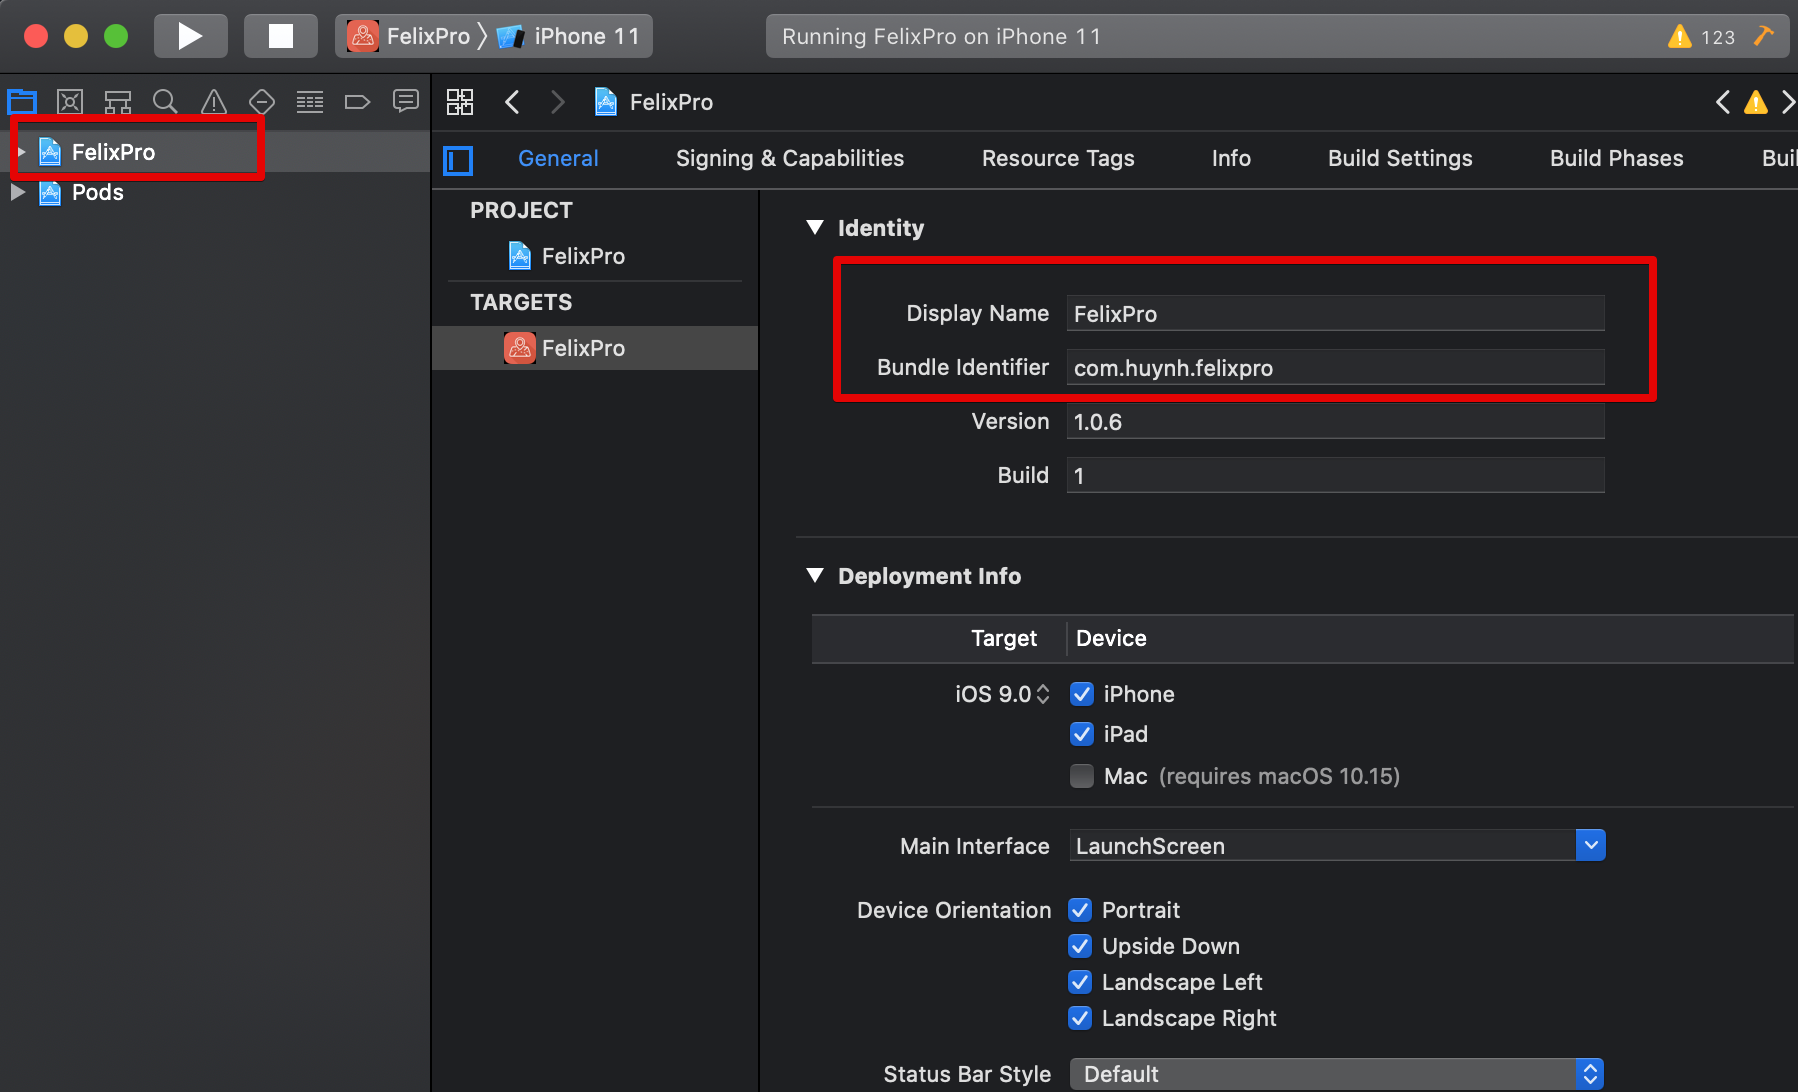 FelixPro iPhone 11
Running FelixPro on iPhone 11
123
FelixPro
Pods
FelixPro
General Signing & Capabilities Resource Tags Info Build Settings Build Phases Bui
PROJECT
FelixPro
TARGETS
FelixPro
Identity
Display Name FelixPro
Bundle Identifier com.huynh.felixpro
Version 1.0.6
Build 1
Deployment Info
Target Device
iOS 9.0 iPhone
iPad
Mac (requires macOS 10.15)
Main Interface LaunchScreen
Device Orientation Portrait
Upside Down
Landscape Left
Landscape Right
Status Bar Style Default